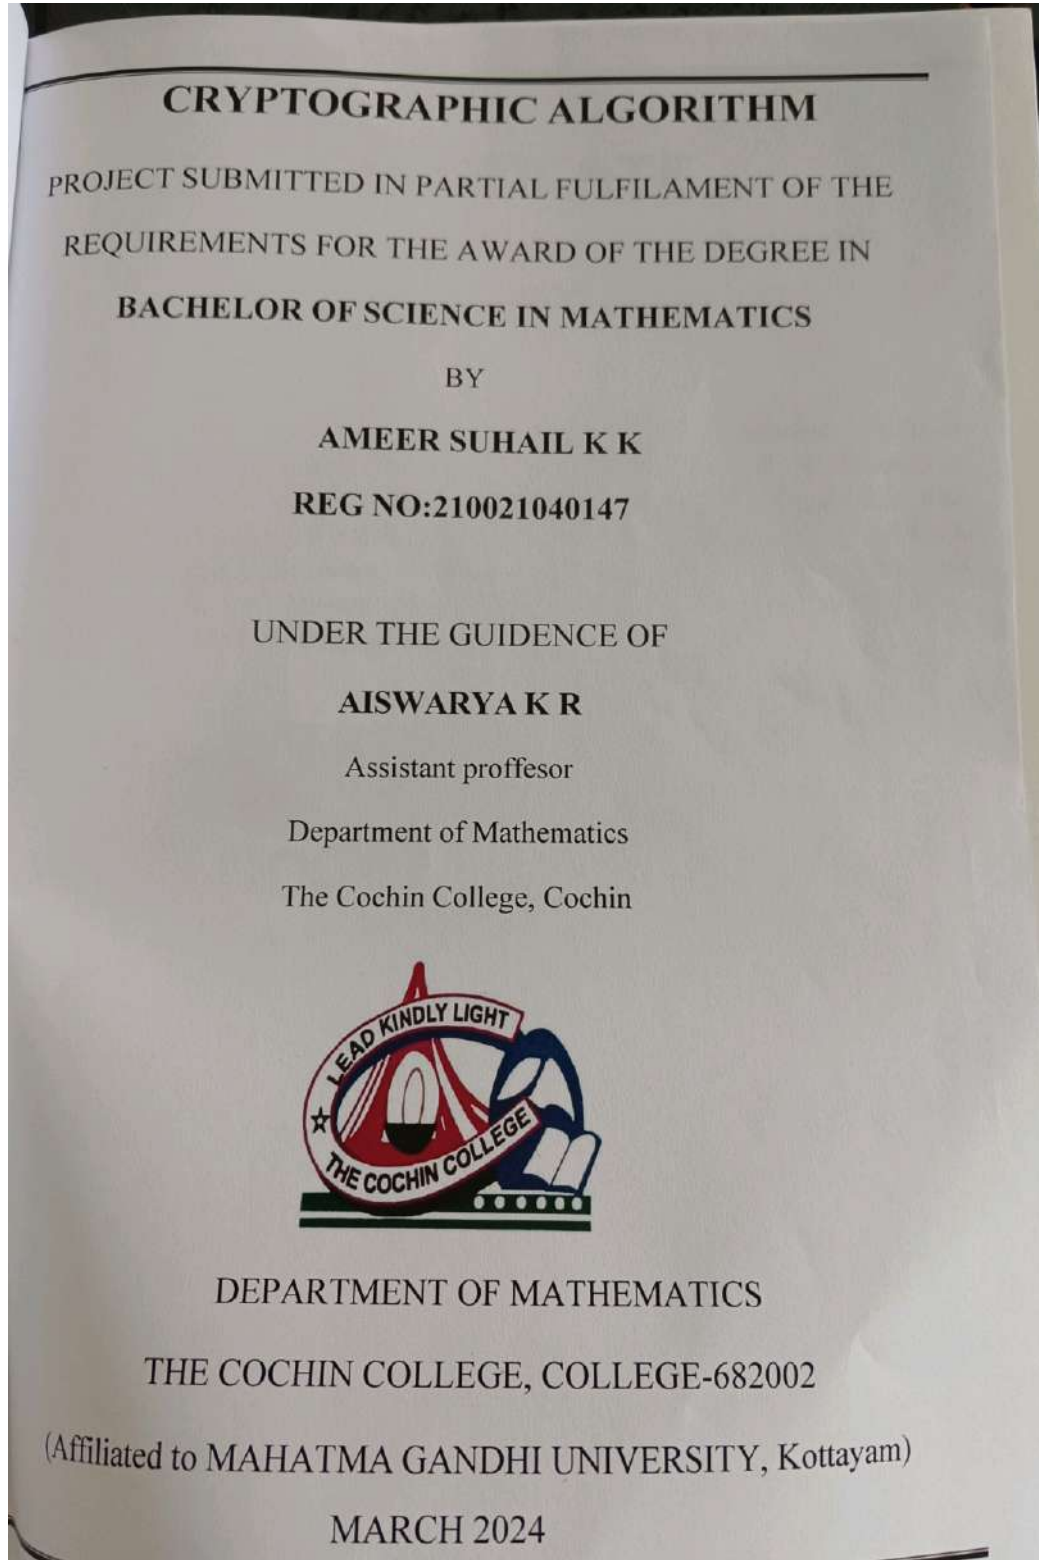 CRYPTOGRAPHIC ALGORITHM
PROJECT SUBMITTED IN PARTIAL FULFILAMENT OF THE
REQUIREMENTS FOR THE AWARD OF THE DEGREE IN
BACHELOR OF SCIENCE IN MATHEMATICS
BY
AMEER SUHAIL K K
REG NO:210021040147
UNDER THE GUIDENCE OF
AISWARYA K R
Assistant proffesor
Department of Mathematics
The Cochin College, Cochin
LEAD KINDLY LIGHT
THE COCHIN COLLEGE
DEPARTMENT OF MATHEMATICS
THE COCHIN COLLEGE, COLLEGE-682002
(Affiliated to MAHATMA GANDHI UNIVERSITY, Kottayam)
MARCH 2024